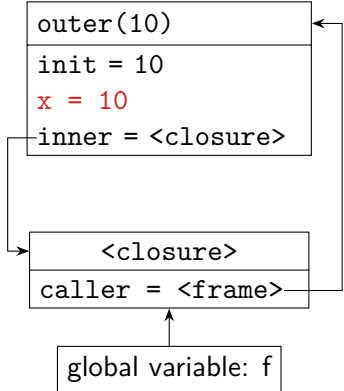 outer(10)
init = 10
x = 10
inner = <closure>
<closure>
caller = <frame>
global variable: f